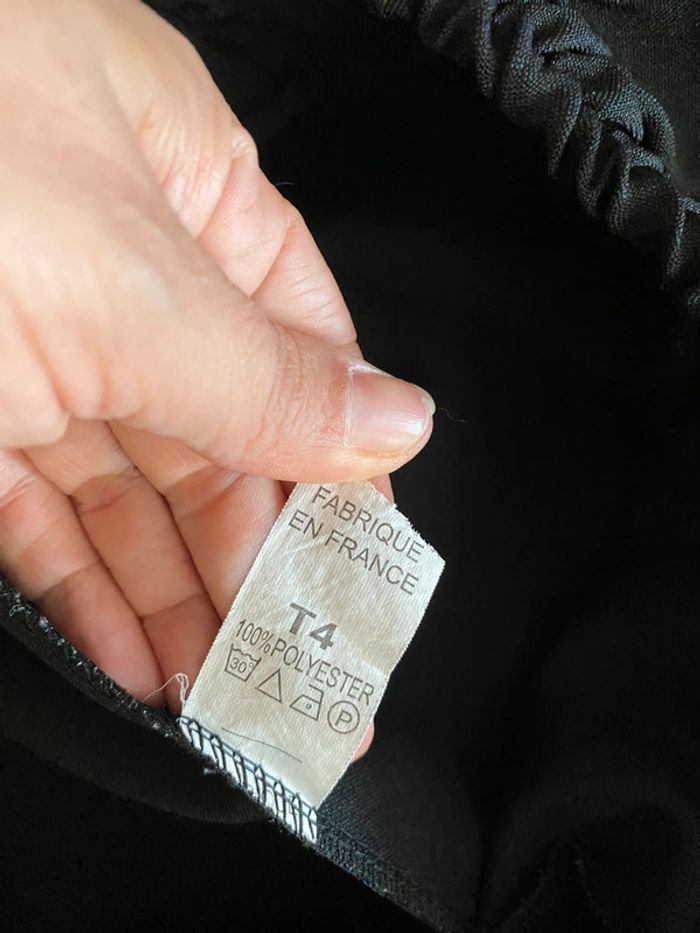 FABRIQUE
EN FRANCE
T4
100% POLYESTER
30° P